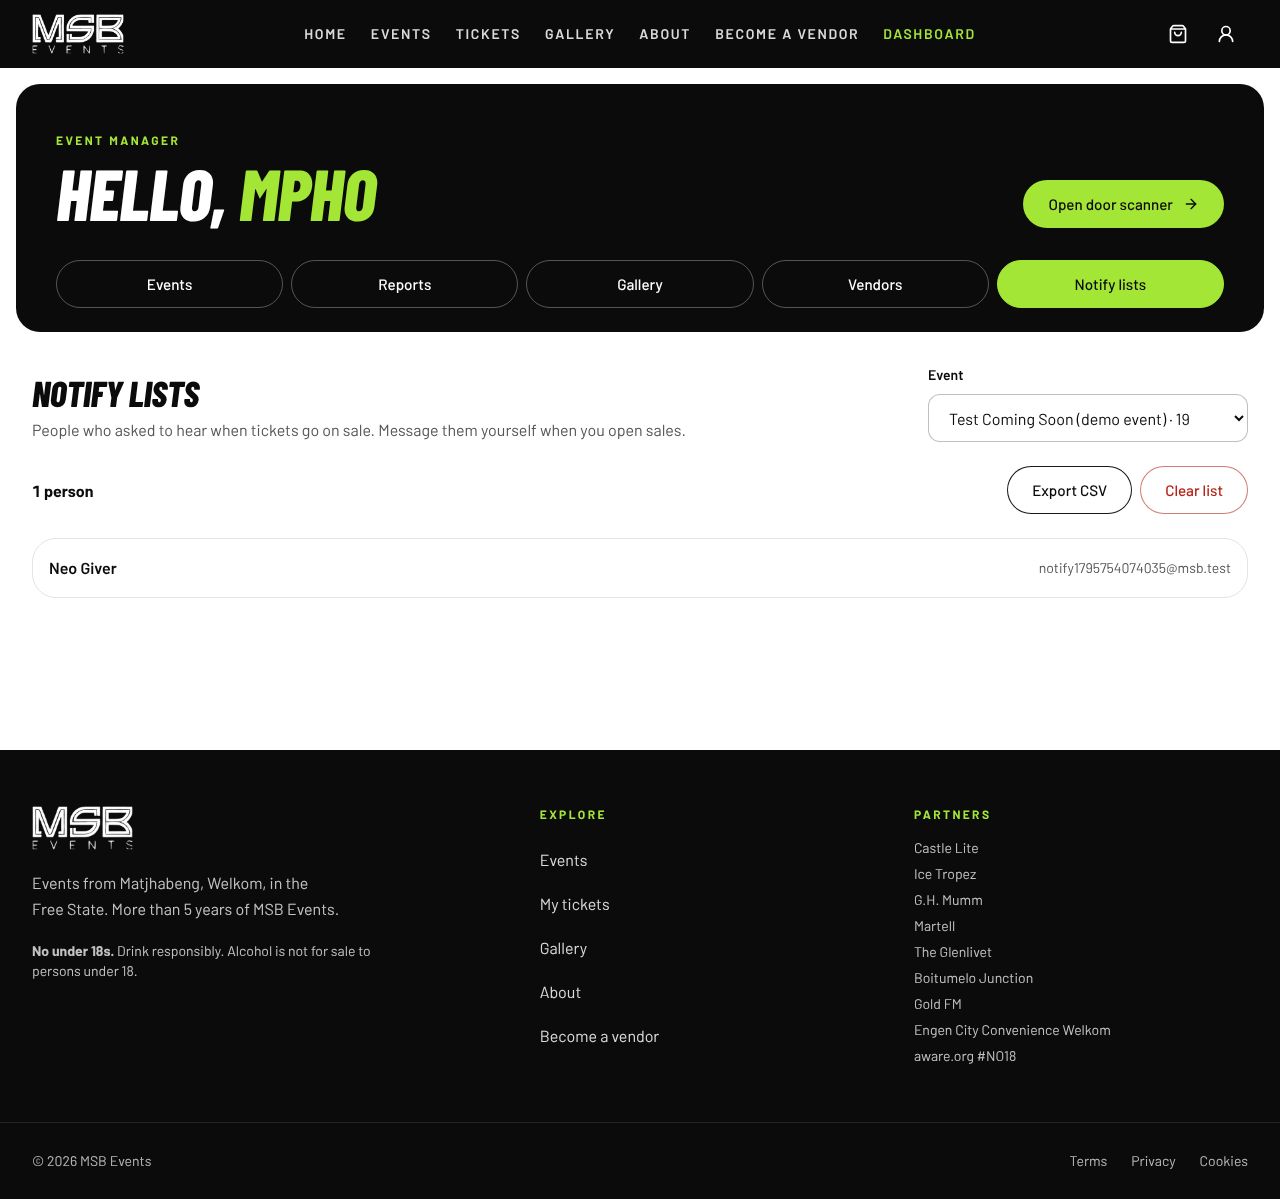 MSB
EVENTS
HOME
EVENTS
TICKETS
GALLERY
ABOUT
BECOME A VENDOR
DASHBOARD
EVENT MANAGER
HELLO, MPHO
Open door scanner
Events
Reports
Gallery
Vendors
Notify lists
NOTIFY LISTS
People who asked to hear when tickets go on sale. Message them yourself when you open sales.
Event
Test Coming Soon (demo event) · 19
1 person
Export CSV
Clear list
Neo Giver
notify1795754074035@msb.test
MSB
EVENTS
Events from Matjhabeng, Welkom, in the
Free State. More than 5 years of MSB Events.
No under 18s. Drink responsibly. Alcohol is not for sale to
persons under 18.
EXPLORE
Events
My tickets
Gallery
About
Become a vendor
PARTNERS
Castle Lite
Ice Tropez
G.H. Mumm
Martell
The Glenlivet
Boitumelo Junction
Gold FM
Engen City Convenience Welkom
aware.org #NO18
© 2026 MSB Events
Terms
Privacy
Cookies